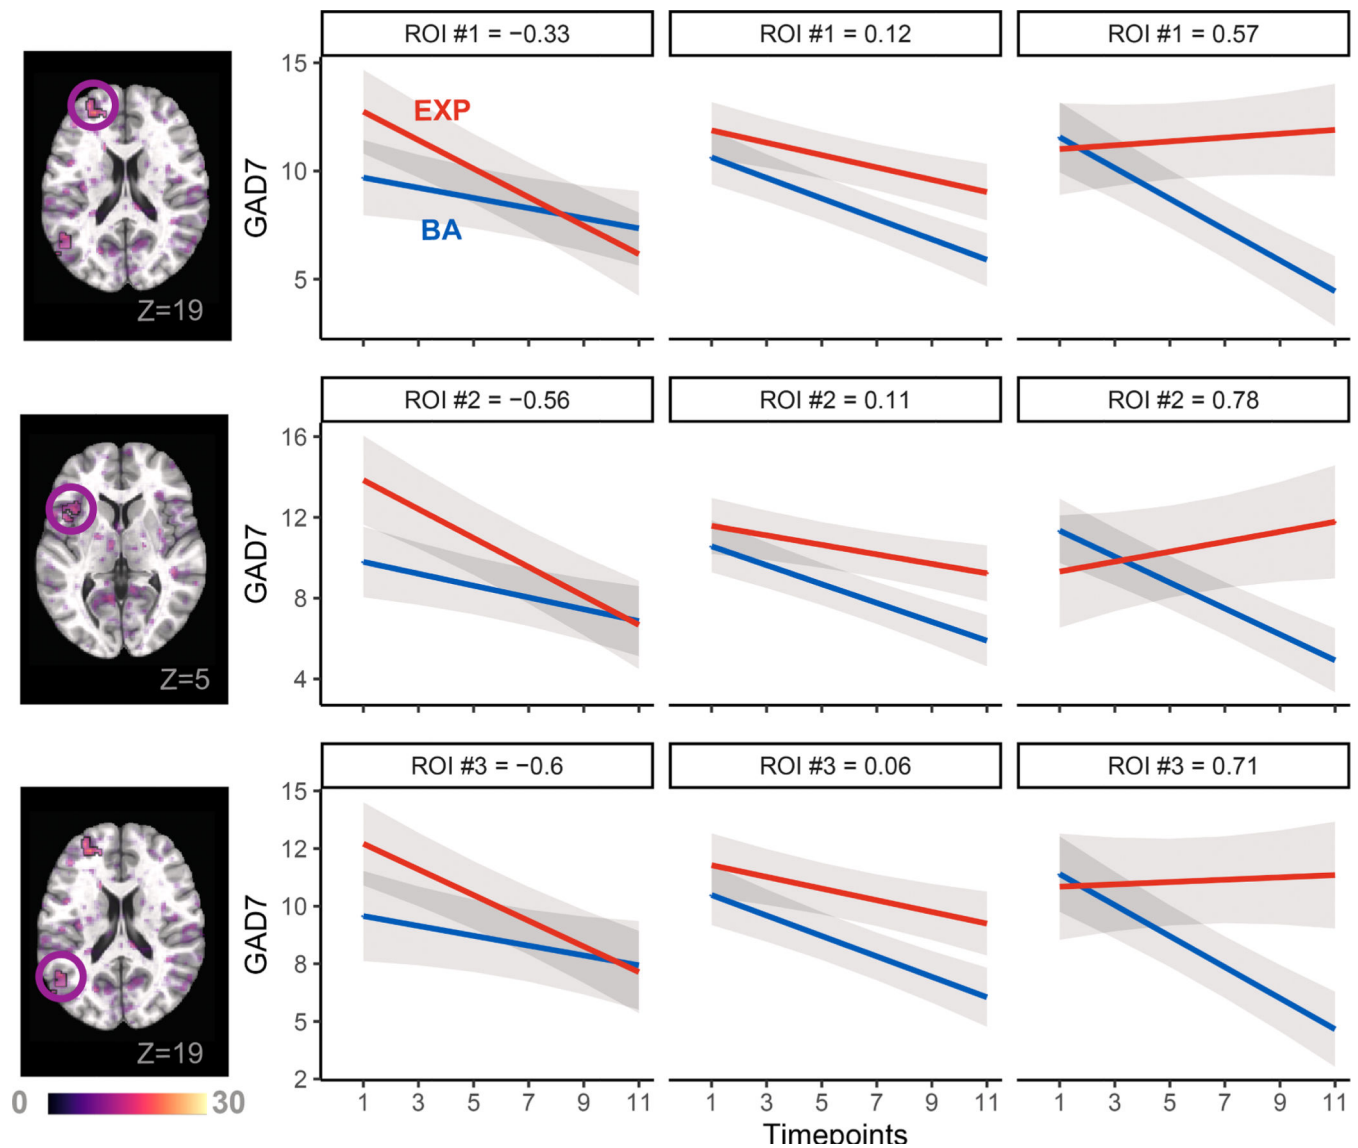 ROI #1 = −0.33
ROI #1 = 0.12
ROI #1 = 0.57
Z=19
GAD7
15
10
5
EXP
BA
ROI #2 = −0.56
ROI #2 = 0.11
ROI #2 = 0.78
Z=5
GAD7
16
12
8
4
ROI #3 = −0.6
ROI #3 = 0.06
ROI #3 = 0.71
Z=19
GAD7
15
12
10
8
5
2
0 30
1 3 5 7 9 11
1 3 5 7 9 11
1 3 5 7 9 11
Timepoints